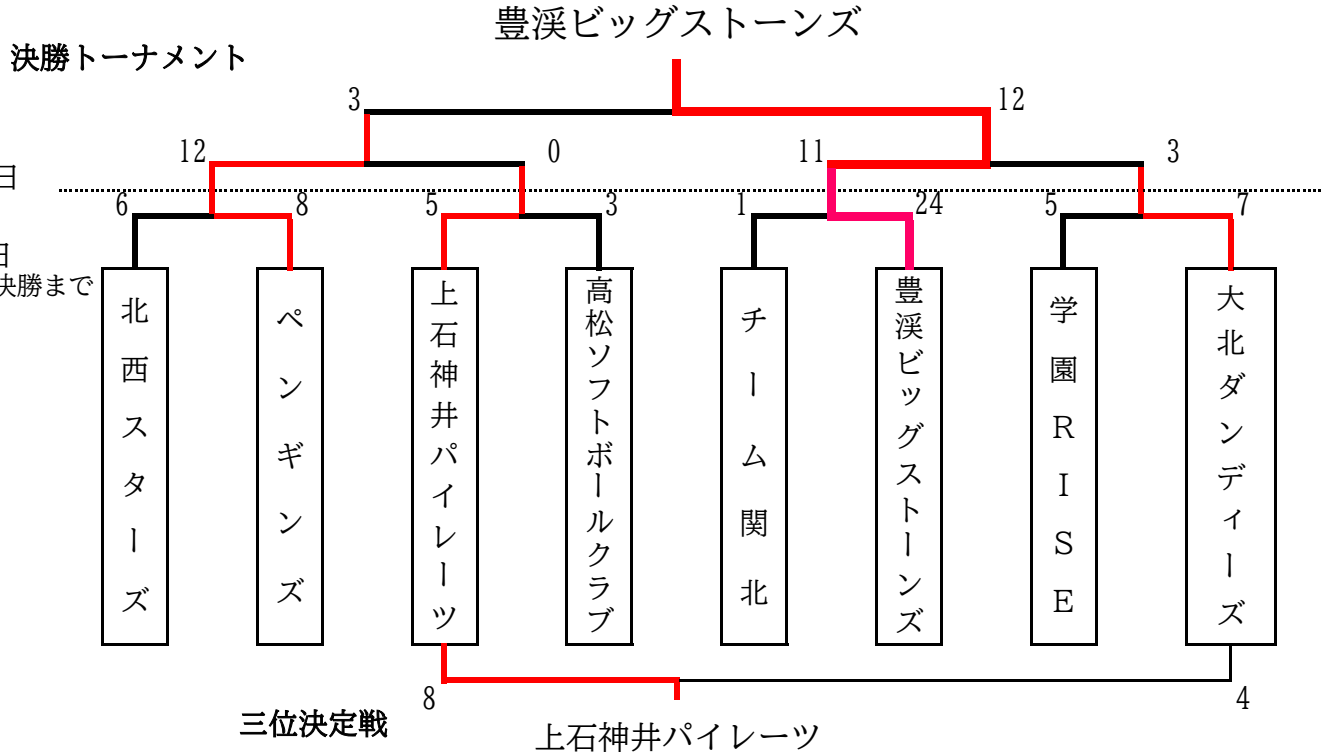 豊渓ビッグストーンズ
決勝トーナメント
3 12
12 0 11 3
日
6 8 5 3 1 24 5 7
日
決勝まで
北西スターズ
ペンギンズ
上石神井パイレーツ
高松ソフトボールクラブ
チーム関北
豊渓ビッグストーンズ
学園RISE
大北ダンディーズ
8 4
三位決定戦
上石神井パイレーツ